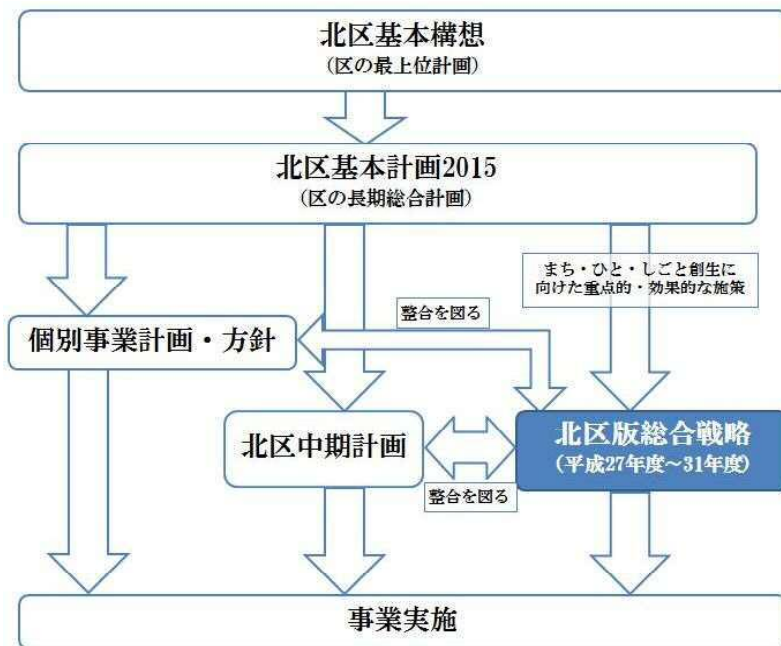 北区基本構想
(区の最上位計画)
北区基本計画2015
(区の長期総合計画)
まち・ひと・しごと創生に
向けた重点的・効果的な施策
整合を図る
個別事業計画・方針
北区中期計画
北区版総合戦略
(平成27年度～31年度)
整合を図る
事業実施